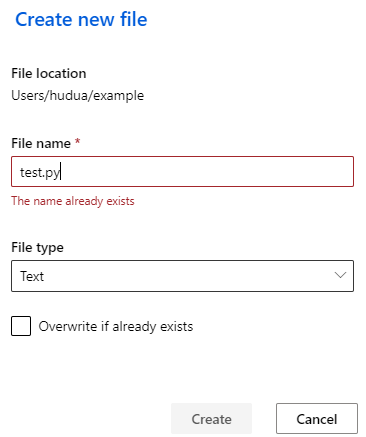 Create new file
File location
Users/hudua/example
File name *
test.py
The name already exists
File type
Text
Overwrite if already exists
Create
Cancel